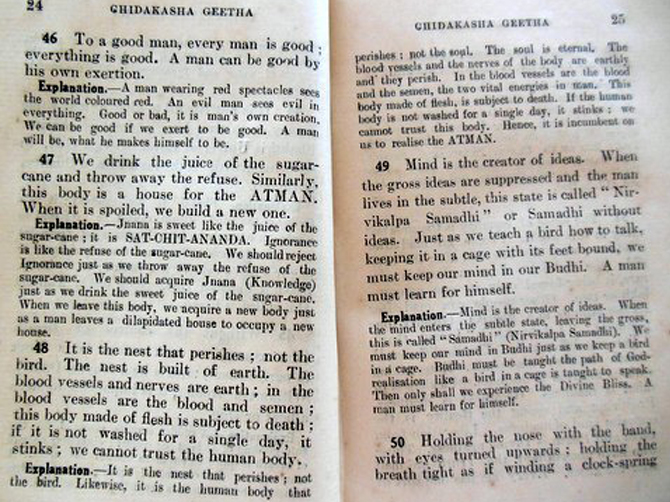 24 CHIDAKASHA GEETHA
46 To a good man, every man is good ;
everything is good. A man can be good by
his own exertion.
Explanation.—A man wearing red spectacles sees
the world coloured red. An evil man sees evil in
everything. Good or bad, it is man's own creation.
We can be good if we exert to be good. A man
will be, what he makes himself to be.
47 We drink the juice of the sugar-
cane and throw away the refuse. Similarly,
this body is a house for the ATMAN.
When it is spoiled, we build a new one.
Explanation.—Jnana is sweet like the juice of the
sugar-cane ; it is SAT-CHIT-ANANDA. Ignorance
is like the refuse of the sugar-cane. We should reject
Ignorance just as we throw away the refuse of the
sugar-cane. We should acquire Jnana (Knowledge)
just as we drink the sweet juice of the sugar-cane.
When we leave this body, we acquire a new body just
as a man leaves a dilapidated house to occupy a new
house.
48 It is the nest that perishes ; not the
bird. The nest is built of earth. The
blood vessels and nerves are earth ; in the
blood vessels are the blood and semen ;
this body made of flesh is subject to death ;
if it is not washed for a single day, it
stinks ; we cannot trust the human body.
Explanation.—It is the nest that perishes ; not
the bird. Likewise, it is the human body that
CHIDAKASHA GEETHA 25
perishes ; not the soul. The soul is eternal. The
blood vessels and the nerves of the body are earthly
and they perish. In the blood vessels are the blood
and the semen, the two vital energies in man. This
body made of flesh, is subject to death. If the human
body is not washed for a single day, it stinks ; we
cannot trust this body. Hence, it is incumbent on
us to realise the ATMAN.
49 Mind is the creator of ideas. When
the gross ideas are suppressed and the man
lives in the subtle, this state is called " Nir-
vikalpa Samadhi " or Samadhi without
ideas. Just as we teach a bird how to talk,
keeping it in a cage with its feet bound, we
must keep our mind in our Budhi. A man
must learn for himself.
Explanation.—Mind is the creator of ideas. When
the mind enters the subtle state, leaving the gross,
this is called " Samadhi " (Nirvikalpa Samadhi). We
must keep our mind in Budhi just as we keep a bird
in a cage. Budhi must be taught the path of God-
realisation like a bird in a cage is taught to speak.
Then only shall we experience the Divine Bliss. A
man must learn for himself.
50 Holding the nose with the hand,
with eyes turned upwards ; holding the
breath tight as if winding a clock-spring